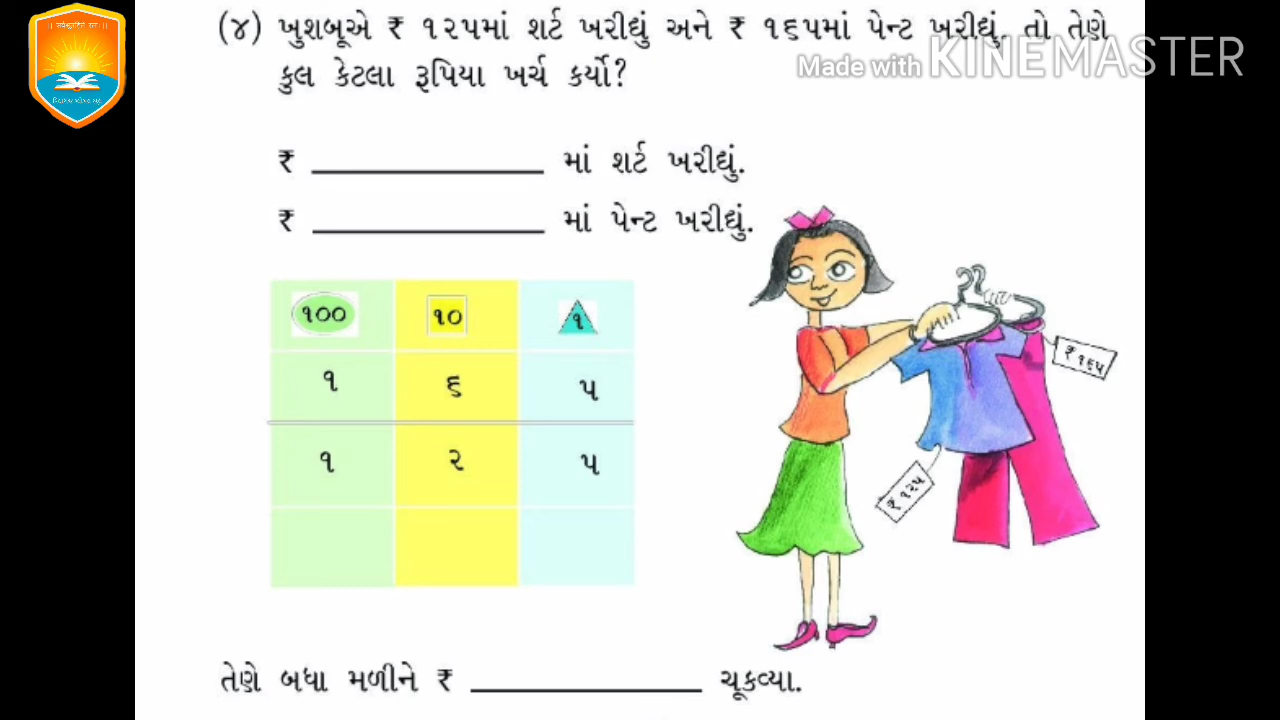 (૪) ખુશબૂએ ₹ ૧૨૫માં શર્ટ ખરીદ્યું અને ₹ ૧૬૫માં પેન્ટ ખરીદ્યું, તો તેણે
Made with KINEMASTER
કુલ કેટલા રૂપિયા ખર્ચ કર્યો?
₹ ____________ માં શર્ટ ખરીદ્યું.
₹ ____________ માં પેન્ટ ખરીદ્યું.
૧૦૦ ૧૦ ૧
૧ ૬ ૫
૧ ૨ ૫
₹ ૧૬૫
₹ ૧૨૫
તેણે બધા મળીને ₹ ____________ ચૂકવ્યા.